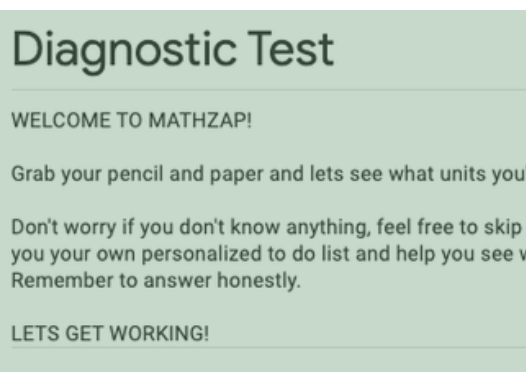 Diagnostic Test
WELCOME TO MATHZAP!
Grab your pencil and paper and lets see what units you'
Don't worry if you don't know anything, feel free to skip
you your own personalized to do list and help you see
Remember to answer honestly.
LETS GET WORKING!